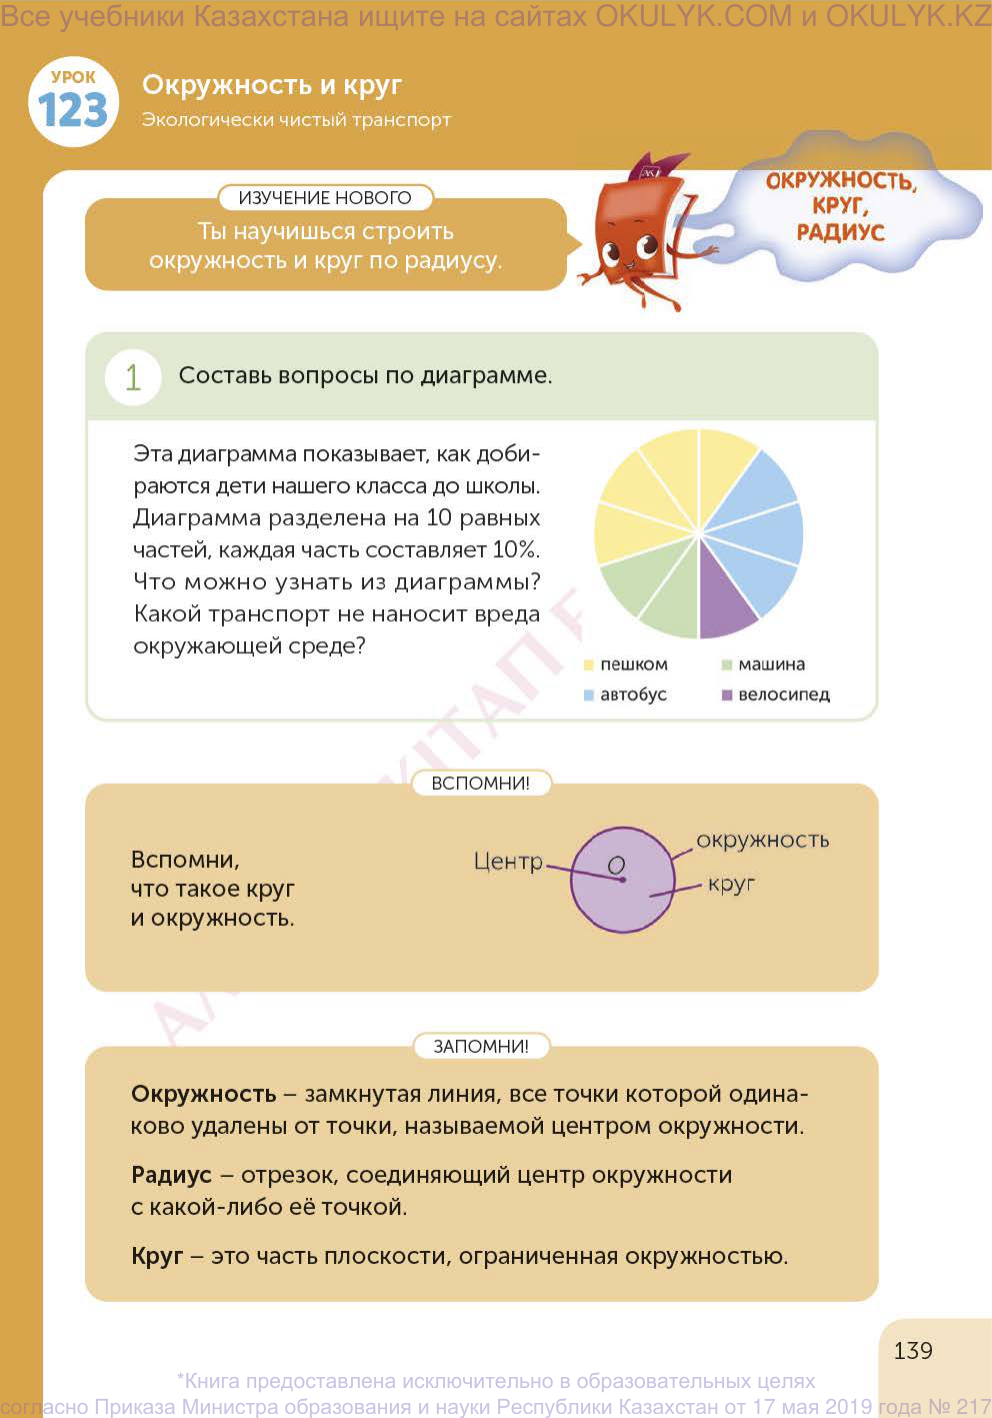 Все учебники Казахстана ищите на сайтах OKULYK.COM и OKULYK.KZ
УРОК
123
Окружность и круг
Экологически чистый транспорт
ИЗУЧЕНИЕ НОВОГО
Ты научишься строить
окружность и круг по радиусу.
ОКРУЖНОСТЬ,
КРУГ,
РАДИУС
1
Составь вопросы по диаграмме.
Эта диаграмма показывает, как доби-
раются дети нашего класса до школы.
Диаграмма разделена на 10 равных
частей, каждая часть составляет 10%.
Что можно узнать из диаграммы?
Какой транспорт не наносит вреда
окружающей среде?
пешком
машина
автобус
велосипед
ВСПОМНИ!
Вспомни,
что такое круг
и окружность.
Центр
О
окружность
круг
ЗАПОМНИ!
Окружность – замкнутая линия, все точки которой одина-
ково удалены от точки, называемой центром окружности.
Радиус – отрезок, соединяющий центр окружности
с какой-либо её точкой.
Круг – это часть плоскости, ограниченная окружностью.
139
*Книга предоставлена исключительно в образовательных целях
согласно Приказа Министра образования и науки Республики Казахстан от 17 мая 2019 года № 217